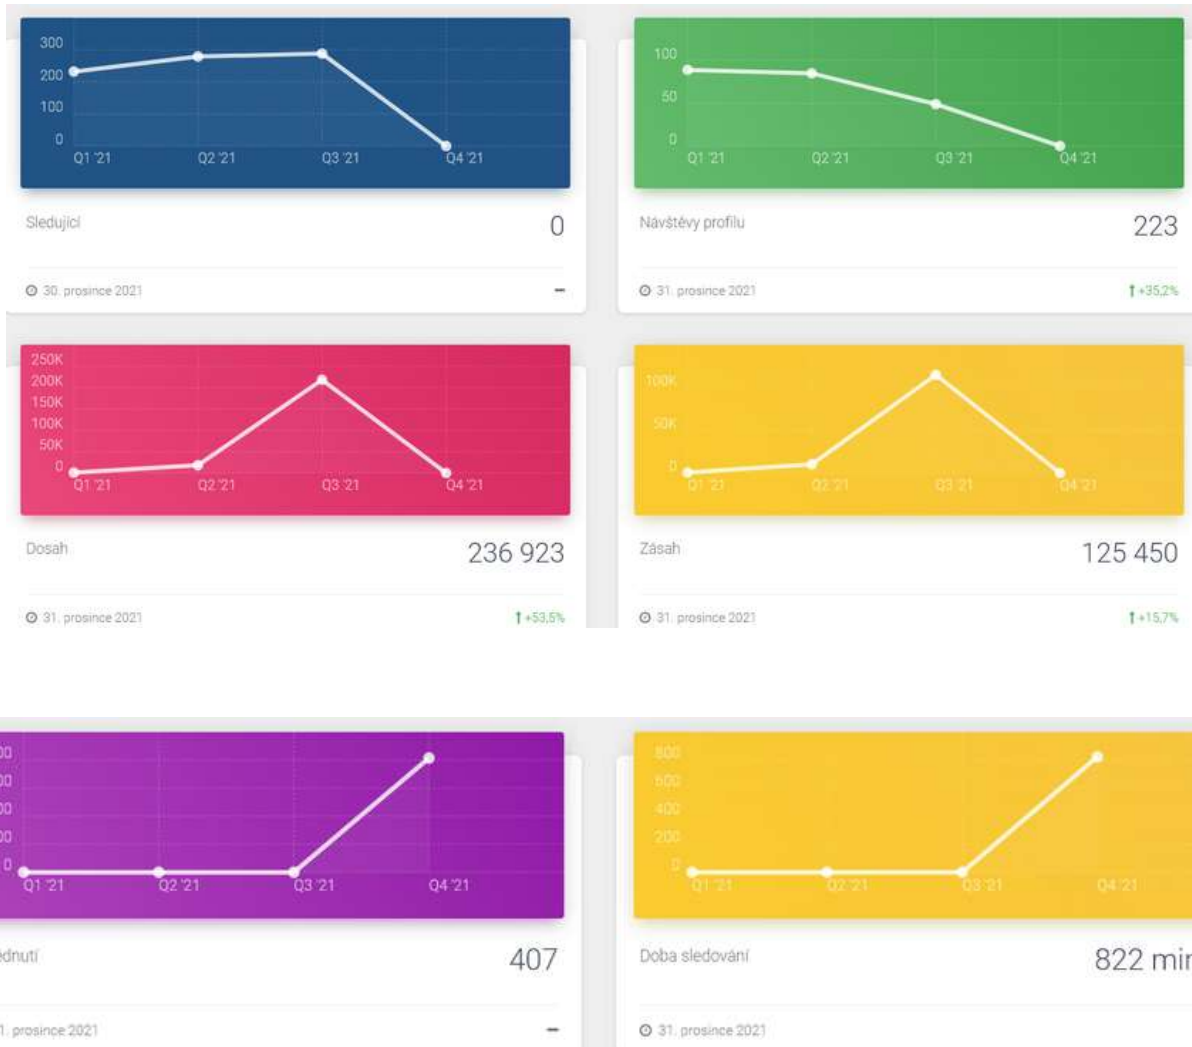 300
200
100
0
Q1 '21 Q2 '21 Q3 '21 Q4 '21
Sledující 0
30. prosince 2021 –
100
50
0
Q1 '21 Q2 '21 Q3 '21 Q4 '21
Návštěvy profilu 223
31. prosince 2021 +35,2%
250K
200K
150K
100K
50K
0
Q1 '21 Q2 '21 Q3 '21 Q4 '21
Dosah 236 923
31. prosince 2021 +53,5%
100K
50K
0
Q1 '21 Q2 '21 Q3 '21 Q4 '21
Zásah 125 450
31. prosince 2021 +15,7%
0
Q1 '21 Q2 '21 Q3 '21 Q4 '21
407
prosince 2021 –
800
600
400
200
0
Q1 '21 Q2 '21 Q3 '21 Q4 '21
Doba sledování 822 min
31. prosince 2021